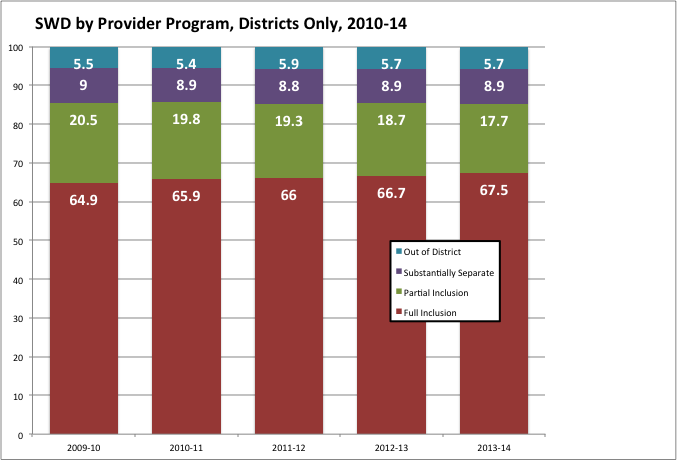 SWD by Provider Program, Districts Only, 2010-14
100
90
80
70
60
50
40
30
20
10
0
5.5 5.4 5.9 5.7 5.7
9 8.9 8.8 8.9 8.9
20.5 19.8 19.3 18.7 17.7
64.9 65.9 66 66.7 67.5
Out of District
Substantially Separate
Partial Inclusion
Full Inclusion
2009-10 2010-11 2011-12 2012-13 2013-14